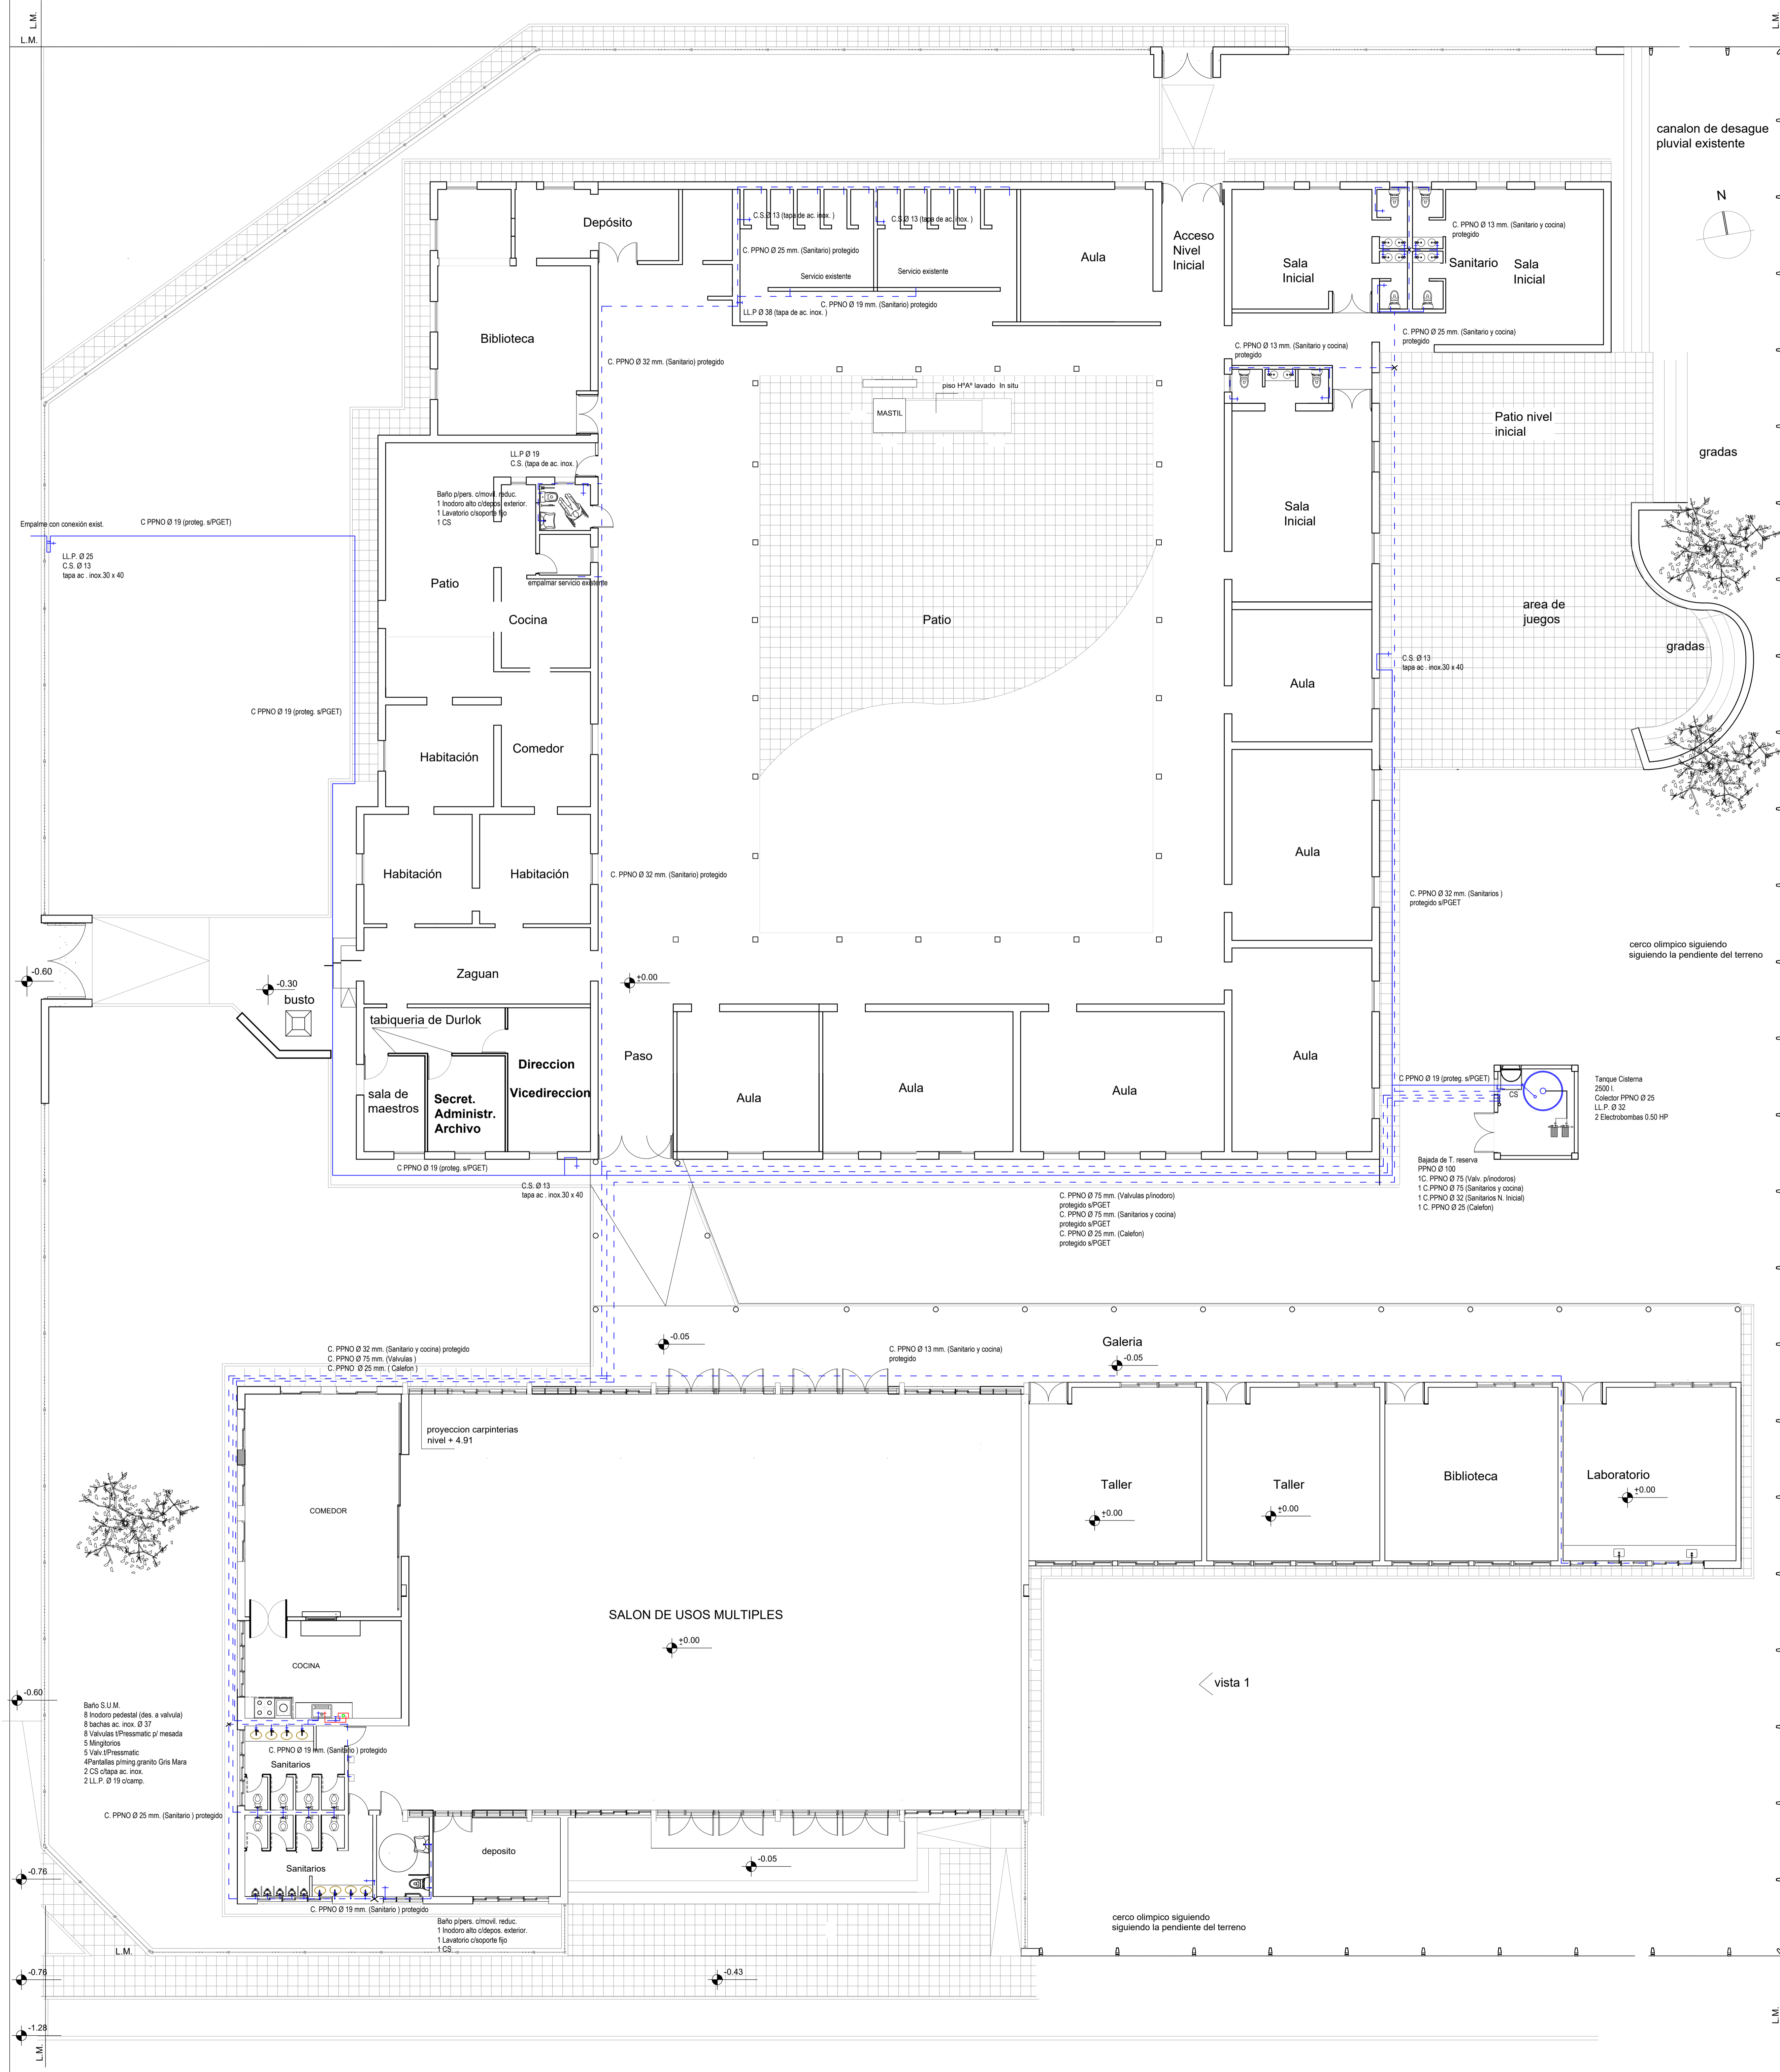 L.M.
L.M.
L.M.
canalon de desague
pluvial existente
N
Depósito
C.S.Ø 13 (tapa de ac. inox. )
C.S.Ø 13 (tapa de ac. inox. )
C. PPNO Ø 25 mm. (Sanitario) protegido
Servicio existente
Servicio existente
C. PPNO Ø 19 mm. (Sanitario) protegido
LL.P Ø 38 (tapa de ac. inox. )
Aula
Acceso
Nivel
Inicial
Sala
Inicial
C. PPNO Ø 13 mm. (Sanitario y cocina)
protegido
Sanitario
Sala
Inicial
Biblioteca
C. PPNO Ø 32 mm. (Sanitario) protegido
C. PPNO Ø 25 mm. (Sanitario y cocina)
protegido
C. PPNO Ø 13 mm. (Sanitario y cocina)
protegido
piso HºAº lavado  In situ
MASTIL
Patio nivel
inicial
gradas
LL.P Ø 19
C.S. (tapa de ac. inox. )
Baño p/pers. c/movil. reduc.
1 Inodoro alto c/depos. exterior.
1 Lavatorio c/soporte fijo
1 CS
Sala
Inicial
Empalme con conexión exist.
C PPNO Ø 19 (proteg. s/PGET)
LL.P. Ø 25
C.S. Ø 13
tapa ac . inox.30 x 40
Patio
empalmar servicio existente
Cocina
Patio
area de
juegos
gradas
C.S. Ø 13
tapa ac . inox.30 x 40
Aula
C PPNO Ø 19 (proteg. s/PGET)
Habitación
Comedor
Aula
Habitación
Habitación
C. PPNO Ø 32 mm. (Sanitario) protegido
C. PPNO Ø 32 mm. (Sanitarios )
protegido s/PGET
cerco olimpico siguiendo
siguiendo la pendiente del terreno
-0.60
-0.30
busto
Zaguan
±0.00
tabiqueria de Durlok
Direccion
Vicedireccion
Paso
sala de
maestros
Secret.
Administr.
Archivo
Aula
Aula
Aula
Aula
C PPNO Ø 19 (proteg. s/PGET)
CS
Tanque Cisterna
2500 l.
Colector PPNO Ø 25
LL.P. Ø 32
2 Electrobombas 0.50 HP
C PPNO Ø 19 (proteg. s/PGET)
C.S. Ø 13
tapa ac . inox.30 x 40
Bajada de T. reserva
PPNO Ø 100
1C. PPNO Ø 75 (Valv. p/inodoros)
1 C.PPNO Ø 75 (Sanitarios y cocina)
1 C.PPNO Ø 32 (Sanitarios N. Inicial)
1 C. PPNO Ø 25 (Calefon)
C. PPNO Ø 75 mm. (Valvulas p/inodoro)
protegido s/PGET
C. PPNO Ø 75 mm. (Sanitarios y cocina)
protegido s/PGET
C. PPNO Ø 25 mm. (Calefon)
protegido s/PGET
C. PPNO Ø 32 mm. (Sanitario y cocina) protegido
C. PPNO Ø 75 mm. (Valvulas )
C. PPNO  Ø 25 mm. ( Calefon )
-0.05
C. PPNO Ø 13 mm. (Sanitario y cocina)
protegido
Galeria
-0.05
proyeccion carpinterias
nivel + 4.91
COMEDOR
Taller
±0.00
Taller
±0.00
Biblioteca
Laboratorio
±0.00
SALON DE USOS MULTIPLES
±0.00
COCINA
vista 1
-0.60
Baño S.U.M.
8 Inodoro pedestal (des. a valvula)
8 bachas ac. inox. Ø 37
8 Valvulas t/Pressmatic p/ mesada
5 Mingitorios
5 Valv.t/Pressmatic
4Pantallas p/ming.granito Gris Mara
2 CS c/tapa ac. inox.
2 LL.P. Ø 19 c/camp.
C. PPNO Ø 19 mm. (Sanitario ) protegido
Sanitarios
C. PPNO Ø 25 mm. (Sanitario ) protegido
Sanitarios
deposito
-0.05
-0.76
C. PPNO Ø 19 mm. (Sanitario ) protegido
Baño p/pers. c/movil. reduc.
1 Inodoro alto c/depos. exterior.
1 Lavatorio c/soporte fijo
1 CS
cerco olimpico siguiendo
siguiendo la pendiente del terreno
L.M.
-0.76
-0.43
-1.28
L.M.
L.M.